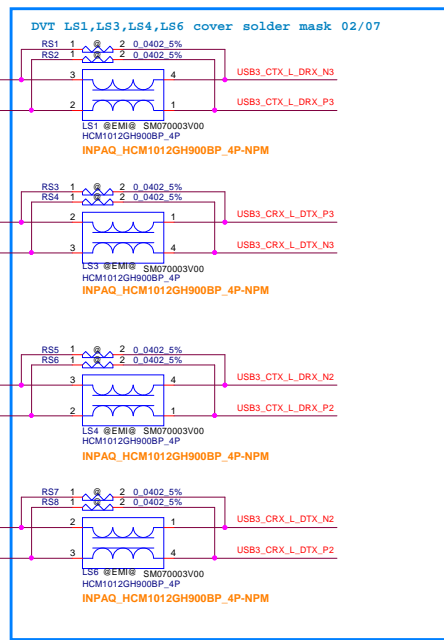 DVT LS1,LS3,LS4,LS6 cover solder mask 02/07
RS1 1 @ 2 0_0402_5%
RS2 1 @ 2 0_0402_5%
3 4 USB3_CTX_L_DRX_N3
2 1 USB3_CTX_L_DRX_P3
LS1 @EMI@ SM070003V00
HCM1012GH900BP_4P
INPAQ_HCM1012GH900BP_4P-NPM
RS3 1 @ 2 0_0402_5%
RS4 1 @ 2 0_0402_5%
2 1 USB3_CRX_L_DTX_P3
3 4 USB3_CRX_L_DTX_N3
LS3 @EMI@ SM070003V00
HCM1012GH900BP_4P
INPAQ_HCM1012GH900BP_4P-NPM
RS5 1 @ 2 0_0402_5%
RS6 1 @ 2 0_0402_5%
3 4 USB3_CTX_L_DRX_N2
2 1 USB3_CTX_L_DRX_P2
LS4 @EMI@ SM070003V00
HCM1012GH900BP_4P
INPAQ_HCM1012GH900BP_4P-NPM
RS7 1 @ 2 0_0402_5%
RS8 1 @ 2 0_0402_5%
2 1 USB3_CRX_L_DTX_N2
3 4 USB3_CRX_L_DTX_P2
LS6 @EMI@ SM070003V00
HCM1012GH900BP_4P
INPAQ_HCM1012GH900BP_4P-NPM